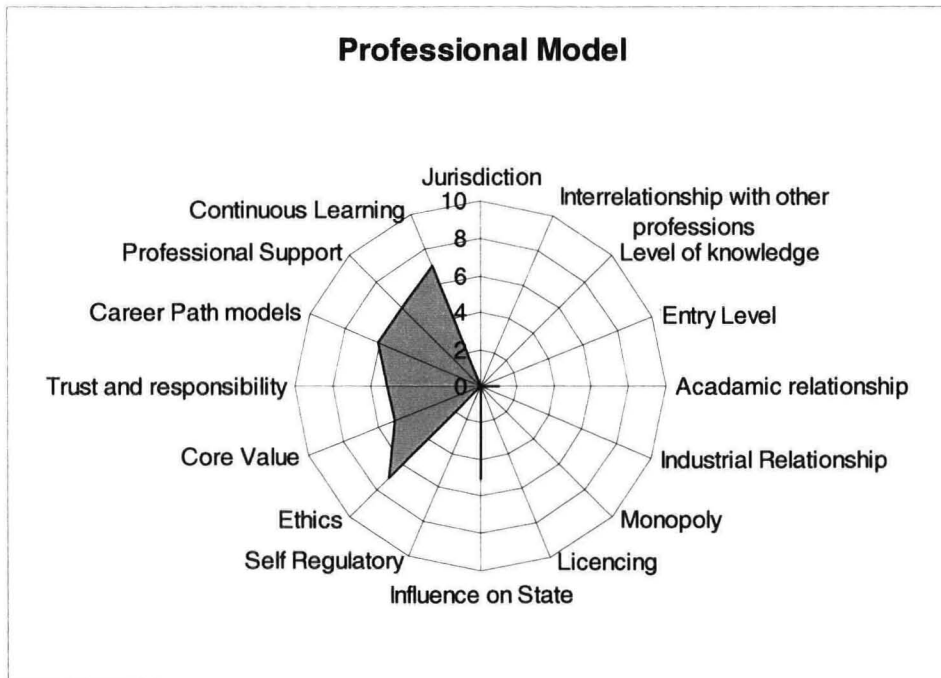 Professional Model
Jurisdiction
Interrelationship with other
professions
Level of knowledge
Entry Level
Acadamic relationship
Industrial Relationship
Monopoly
Licencing
Influence on State
Self Regulatory
Ethics
Core Value
Trust and responsibility
Career Path models
Professional Support
Continuous Learning
10
8
6
4
2
0